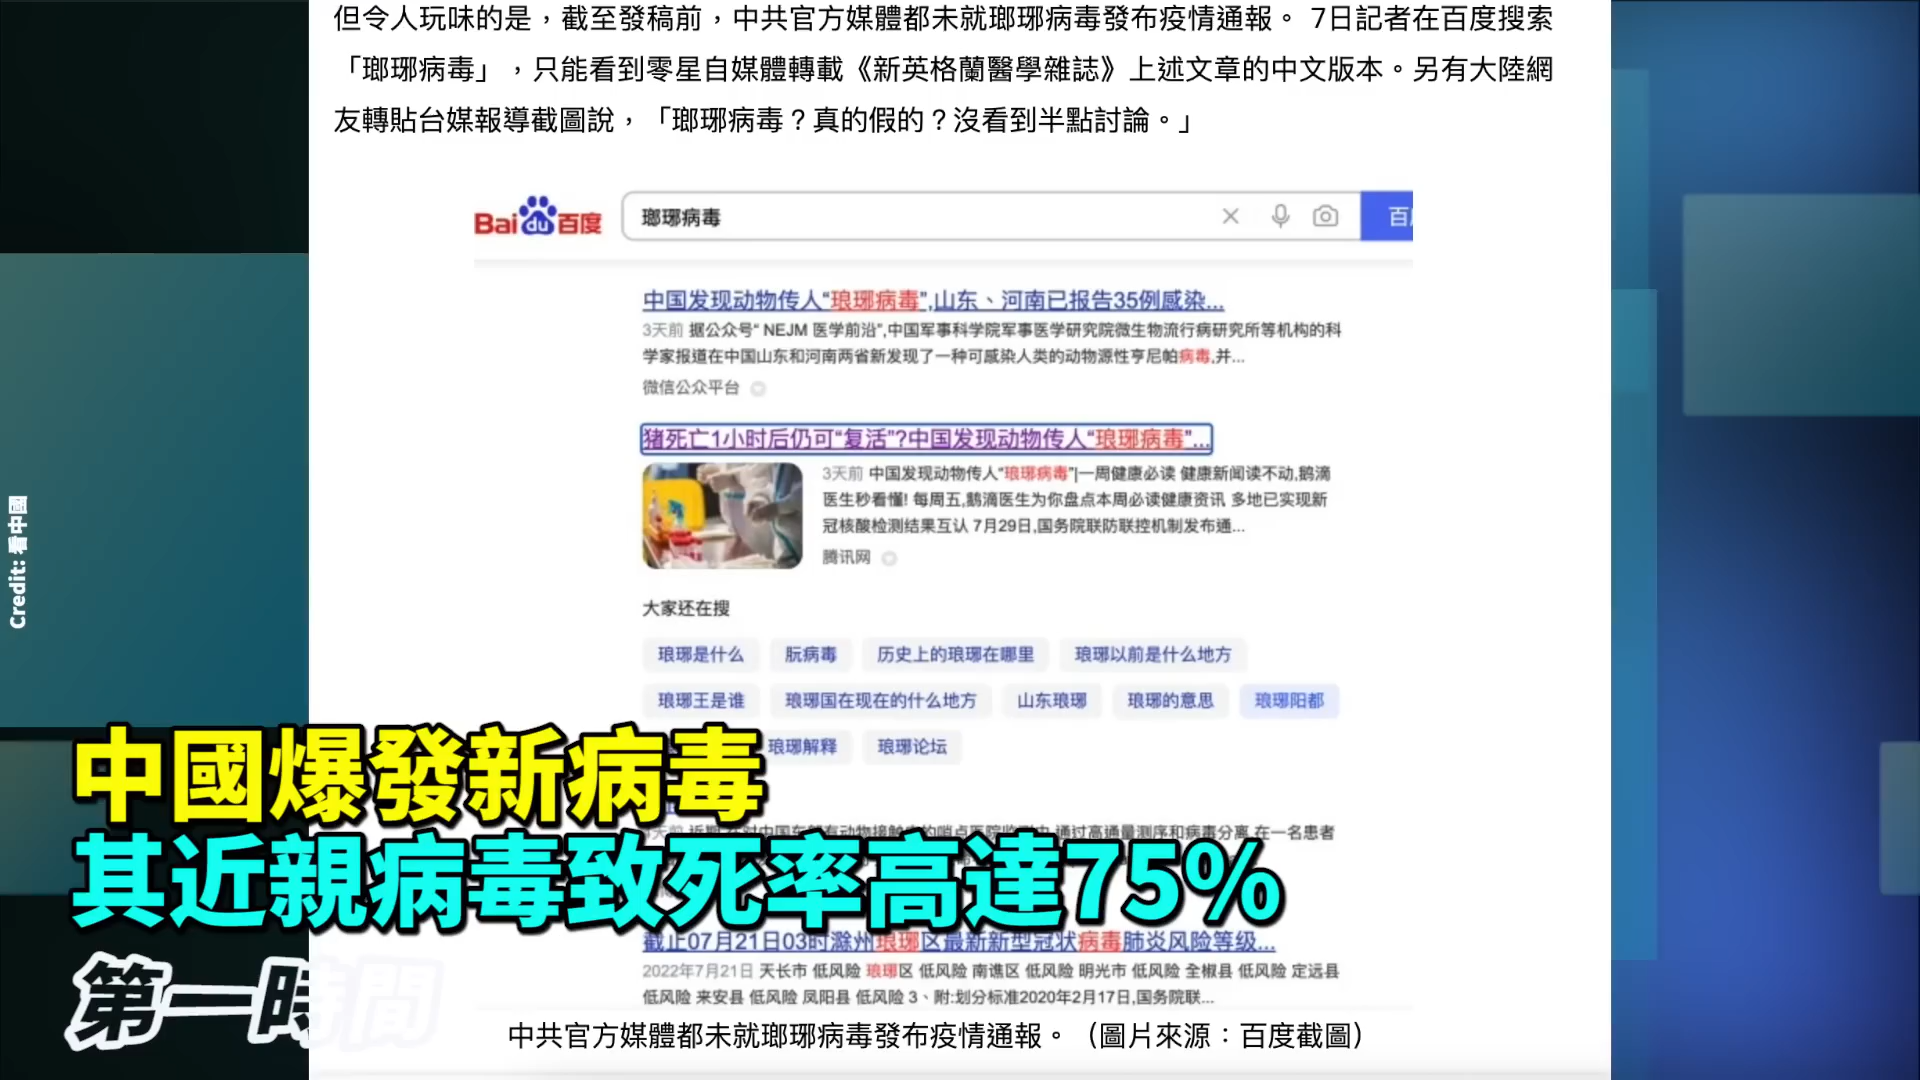 但令人玩味的是，截至發稿前，中共官方媒體都未就瑯琊病毒發布疫情通報。 7日記者在百度搜索
「瑯琊病毒」，只能看到零星自媒體轉載《新英格蘭醫學雜誌》上述文章的中文版本。另有大陸網
友轉貼台媒報導截圖說，「瑯琊病毒？真的假的？沒看到半點討論。」
Bai du 百度
瑯琊病毒
百
中国发现动物传人“琅琊病毒”,山东、河南已报告35例感染...
3天前 据公众号“ NEJM 医学前沿”,中国军事科学院军事医学研究院微生物流行病研究所等机构的科
学家报道在中国山东和河南两省新发现了一种可感染人类的动物源性亨尼帕病毒,并...
微信公众平台
猪死亡1小时后仍可“复活”?中国发现动物传人“琅琊病毒”...
3天前 中国发现动物传人“琅琊病毒”|一周健康必读 健康新闻读不动,鹅滴
医生秒看懂! 每周五,鹅滴医生为你盘点本周必读健康资讯 多地已实现新
冠核酸检测结果互认 7月29日,国务院联防联控机制发布通...
腾讯网
大家还在搜
琅琊是什么 朊病毒 历史上的琅琊在哪里 琅琊以前是什么地方
琅琊王是谁 琅琊国在现在的什么地方 山东琅琊 琅琊的意思 琅琊阳都
琅琊解释 琅琊论坛
中國爆發新病毒
通过高通量测序和病毒分离,在一名患者
其近親病毒致死率高達75%
截止07月21日03时滁州琅琊区最新新型冠状病毒肺炎风险等级...
2022年7月21日 天长市 低风险 琅琊区 低风险 南谯区 低风险 明光市 低风险 全椒县 低风险 定远县
低风险 来安县 低风险 凤阳县 低风险 3、附:划分标准2020年2月17日,国务院联...
第一時間
中共官方媒體都未就瑯琊病毒發布疫情通報。（圖片來源：百度截圖）
Credit: 看中國